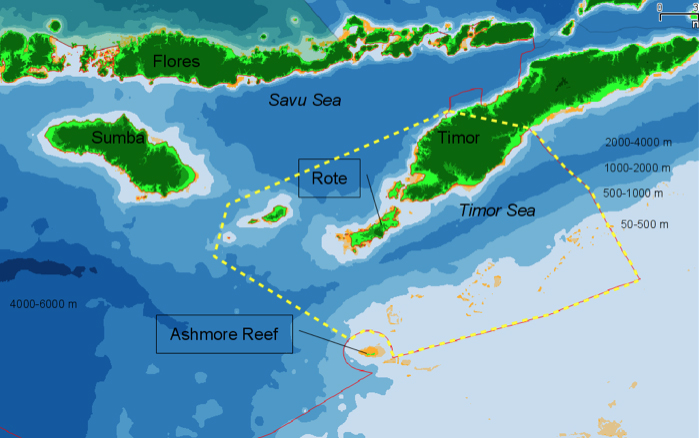 0
Flores
Savu Sea
Sumba
Timor
2000-4000 m
1000-2000 m
Rote
500-1000 m
Timor Sea
50-500 m
4000-6000 m
Ashmore Reef